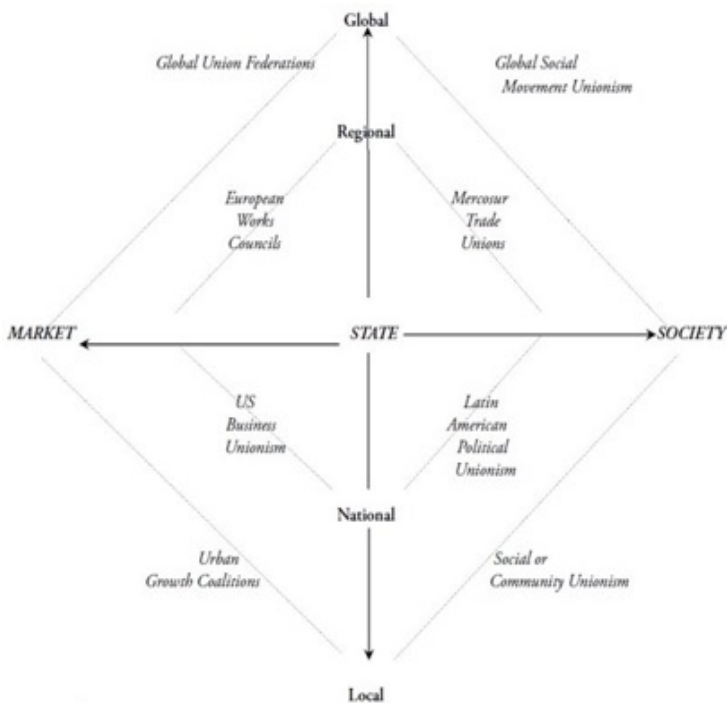 Global
Global Union Federations
Global Social
Movement Unionism
Regional
European
Works
Councils
Mercosur
Trade
Unions
MARKET
STATE
SOCIETY
US
Business
Unionism
Latin
American
Political
Unionism
National
Urban
Growth Coalitions
Social or
Community Unionism
Local